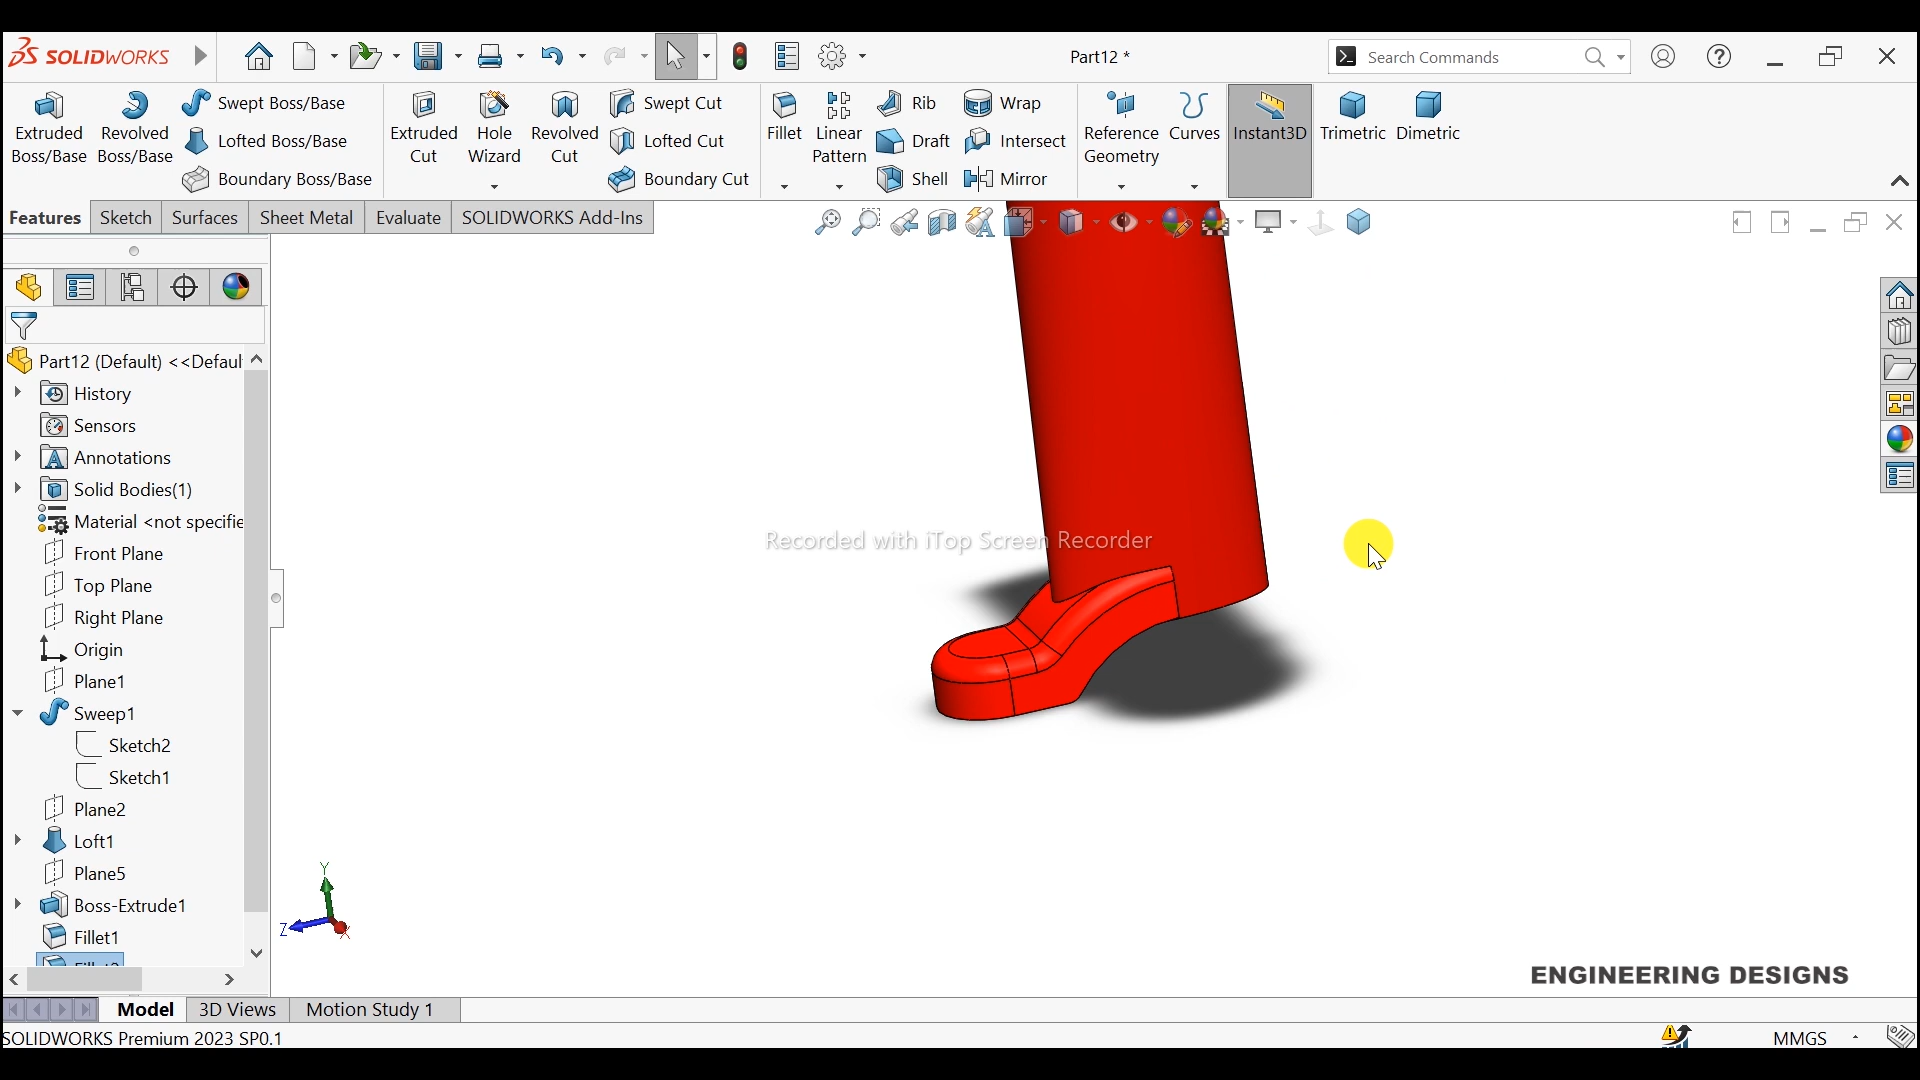 SOLIDWORKS
Part12 *
Search Commands
Extruded Boss/Base
Revolved Boss/Base
Swept Boss/Base
Lofted Boss/Base
Boundary Boss/Base
Extruded Cut
Hole Wizard
Revolved Cut
Swept Cut
Lofted Cut
Boundary Cut
Fillet
Linear Pattern
Rib
Draft
Shell
Wrap
Intersect
Mirror
Reference Geometry
Curves
Instant3D
Trimetric
Dimetric
Features
Sketch
Surfaces
Sheet Metal
Evaluate
SOLIDWORKS Add-Ins
Part12 (Default) <<Defaul
History
Sensors
Annotations
Solid Bodies(1)
Material <not specifie
Front Plane
Top Plane
Right Plane
Origin
Plane1
Sweep1
Sketch2
Sketch1
Plane2
Loft1
Plane5
Boss-Extrude1
Fillet1
Recorded with iTop Screen Recorder
Y
Z
X
ENGINEERING DESIGNS
Model
3D Views
Motion Study 1
SOLIDWORKS Premium 2023 SP0.1
MMGS